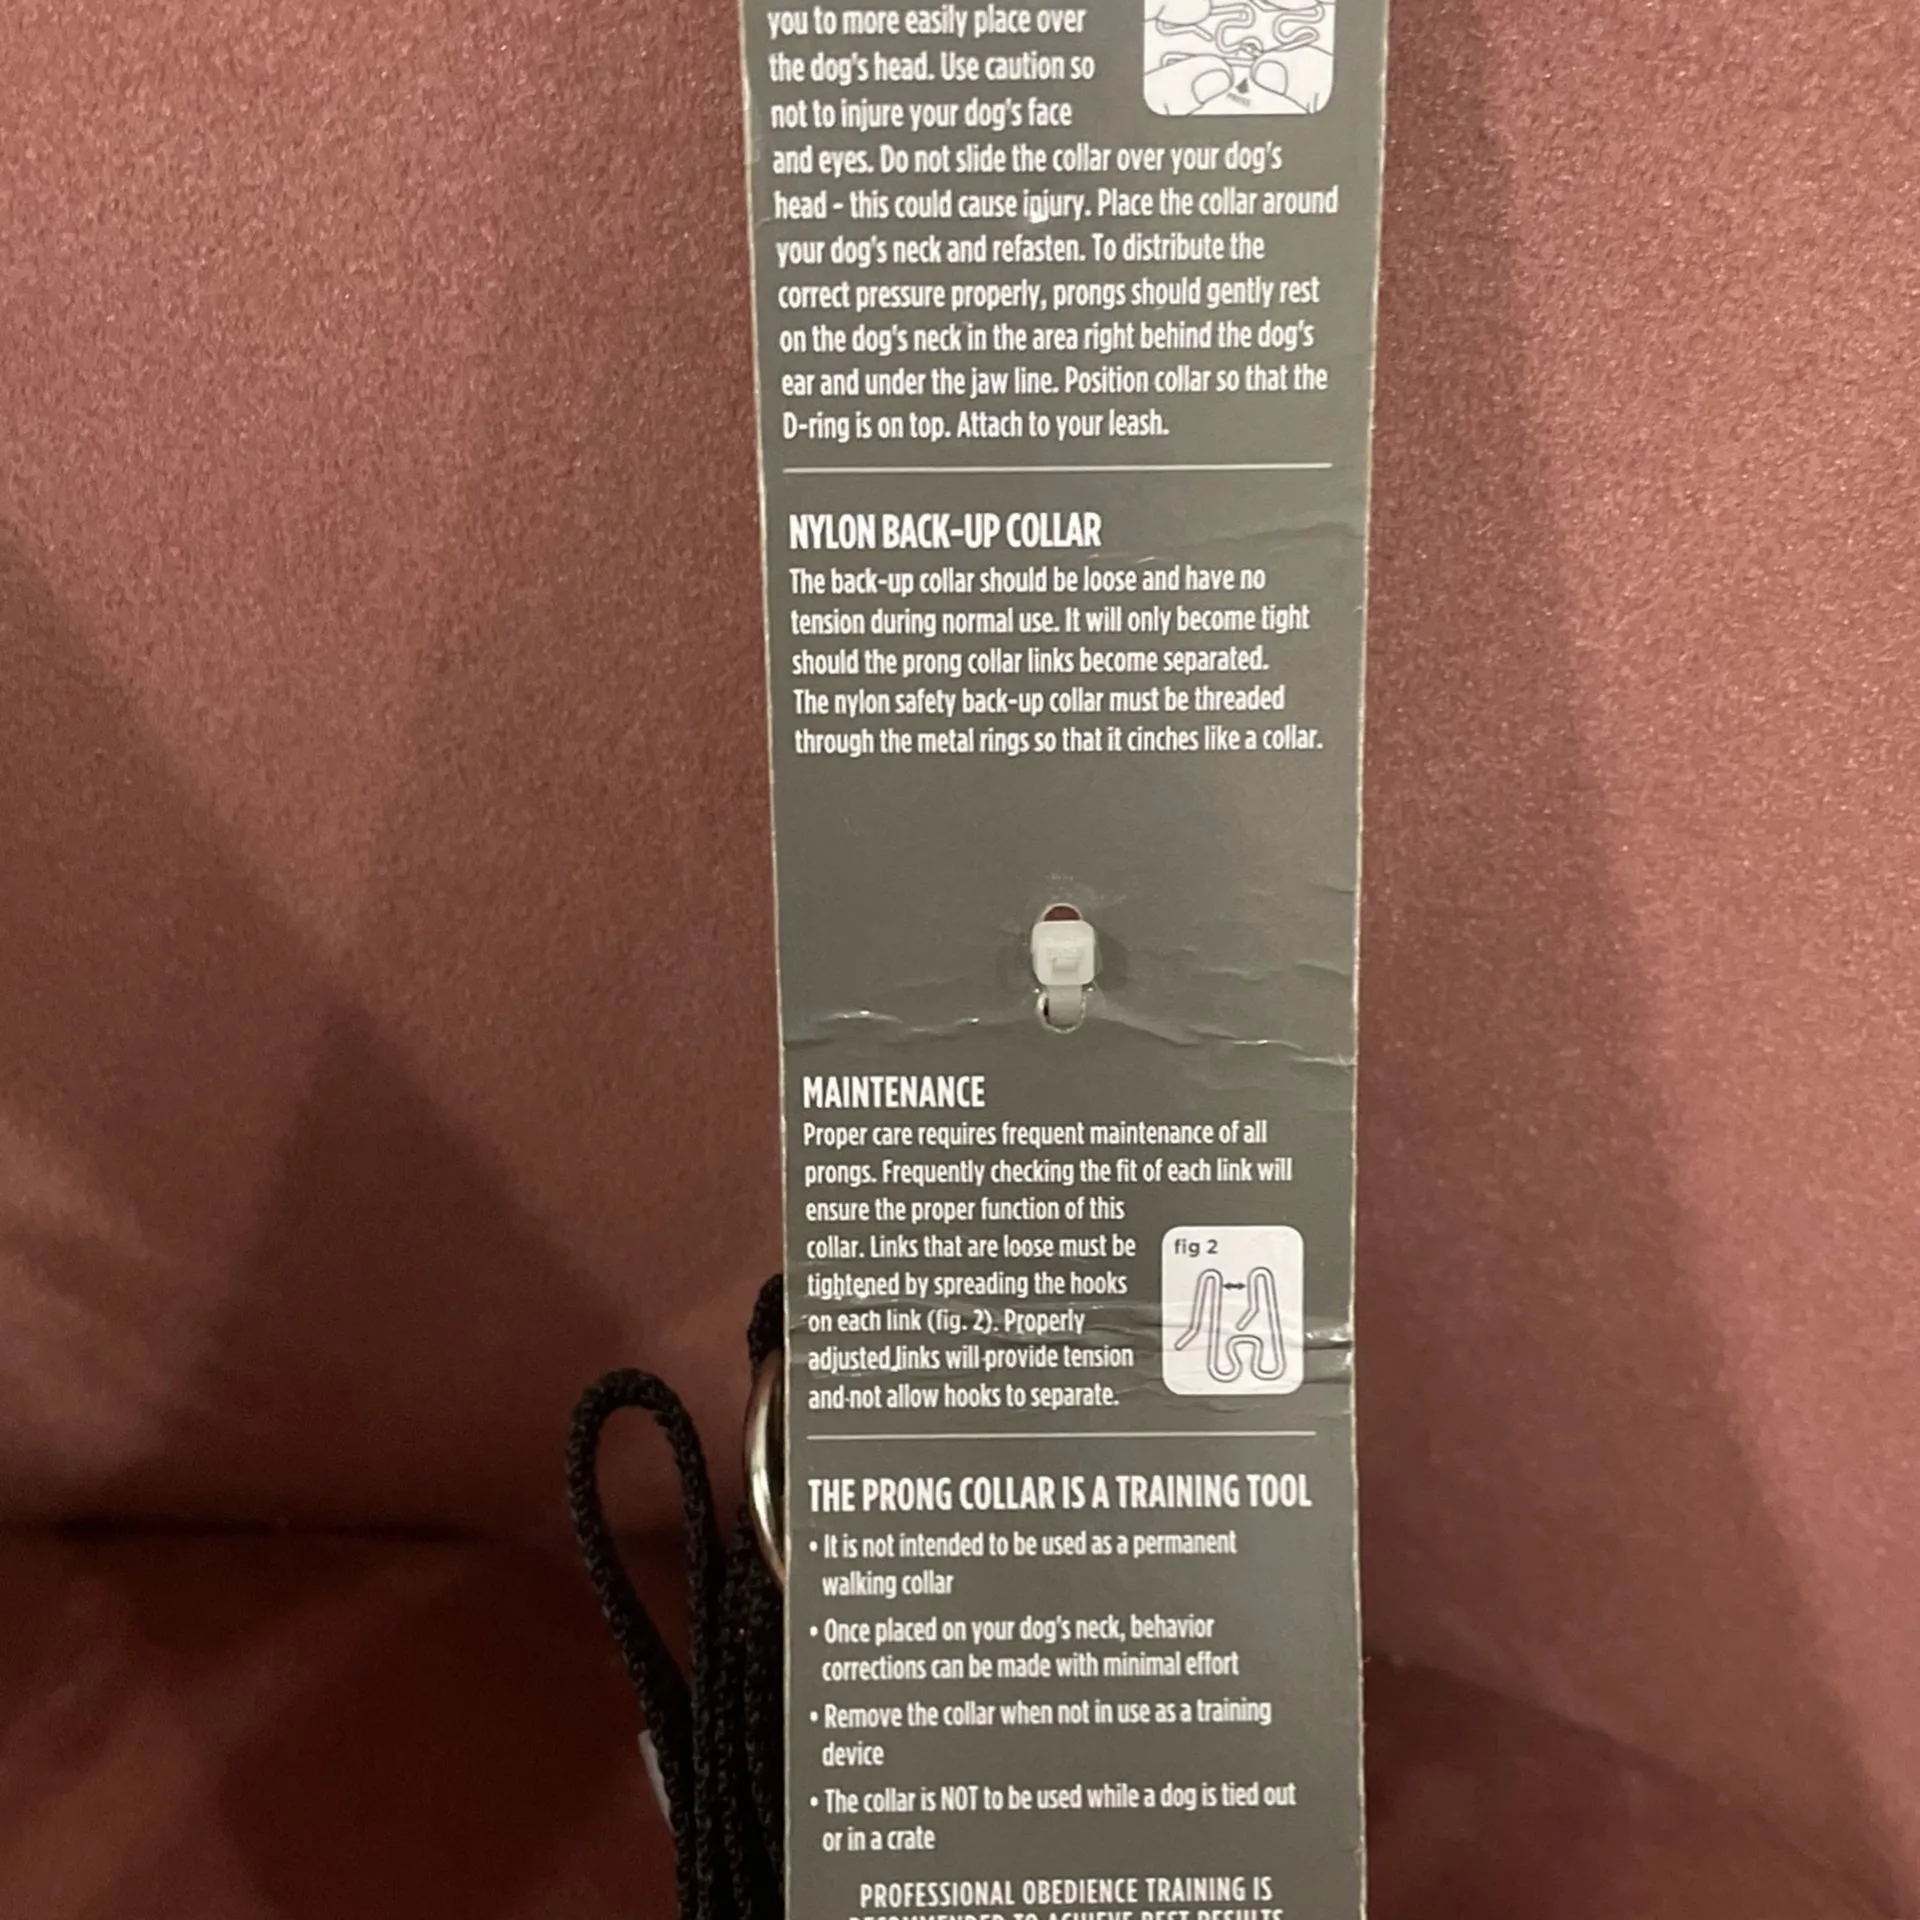 you to more easily place over
the dog's head. Use caution so
not to injure your dog's face
and eyes. Do not slide the collar over your dog's
head - this could cause injury. Place the collar around
your dog's neck and refasten. To distribute the
correct pressure properly, prongs should gently rest
on the dog's neck in the area right behind the dog's
ear and under the jaw line. Position collar so that the
D-ring is on top. Attach to your leash.
NYLON BACK-UP COLLAR
The back-up collar should be loose and have no
tension during normal use. It will only become tight
should the prong collar links become separated.
The nylon safety back-up collar must be threaded
through the metal rings so that it cinches like a collar.
MAINTENANCE
Proper care requires frequent maintenance of all
prongs. Frequently checking the fit of each link will
ensure the proper function of this
collar. Links that are loose must be
tightened by spreading the hooks
on each link (fig. 2). Properly
adjusted links will provide tension
and not allow hooks to separate.
fig 2
THE PRONG COLLAR IS A TRAINING TOOL
• It is not intended to be used as a permanent
walking collar
• Once placed on your dog's neck, behavior
corrections can be made with minimal effort
• Remove the collar when not in use as a training
device
• The collar is NOT to be used while a dog is tied out
or in a crate
PROFESSIONAL OBEDIENCE TRAINING IS
RECOMMENDED TO ACHIEVE BEST RESULTS